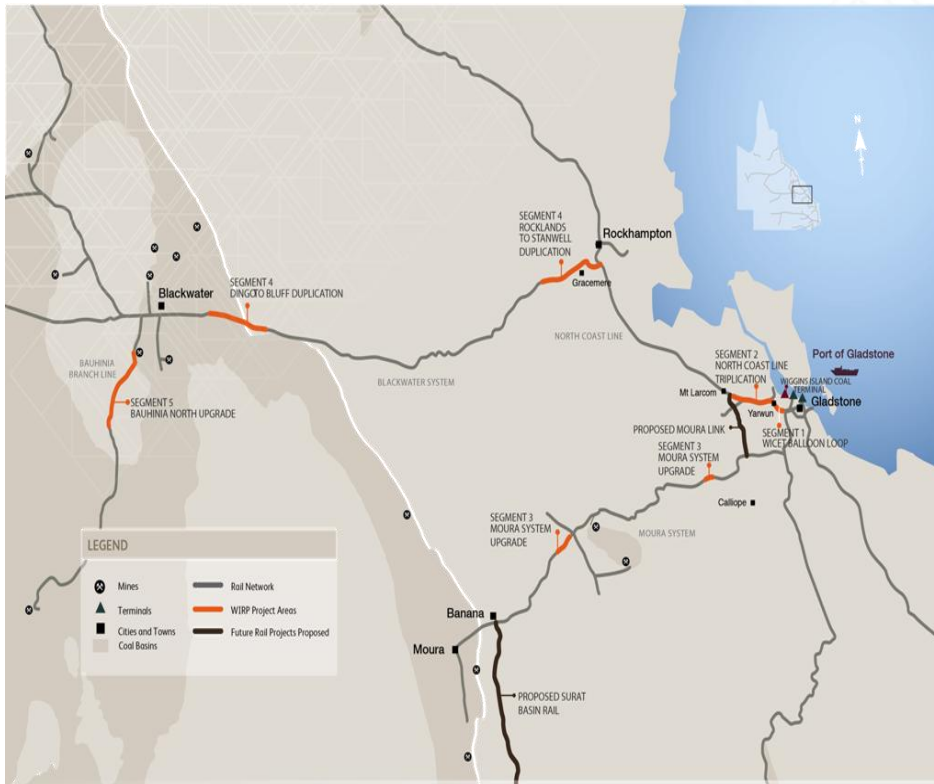 N
SEGMENT 4
ROCKLANDS
TO STANWELL
DUPLICATION
Rockhampton
Gracemere
SEGMENT 4
DINGO TO BLUFF DUPLICATION
Blackwater
NORTH COAST LINE
BAUHINIA
BRANCH LINE
BLACKWATER SYSTEM
SEGMENT 2
NORTH COAST LINE
TRIPLICATION
Port of Gladstone
WIGGINS ISLAND COAL
TERMINAL
Mt Larcom
Gladstone
Yarwun
SEGMENT 5
BAUHINIA NORTH UPGRADE
PROPOSED MOURA LINK
SEGMENT 1
WICET BALLOON LOOP
SEGMENT 3
MOURA SYSTEM
UPGRADE
Calliope
SEGMENT 3
MOURA SYSTEM
UPGRADE
MOURA SYSTEM
LEGEND
Mines
Rail Network
Terminals
WIRP Project Areas
Cities and Towns
Future Rail Projects Proposed
Coal Basins
Banana
Moura
PROPOSED SURAT
BASIN RAIL